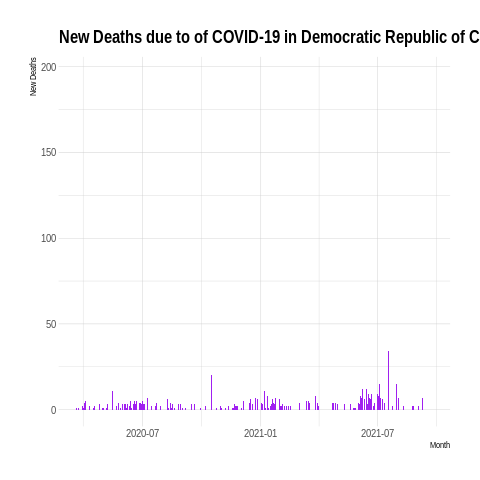 New Deaths due to of COVID-19 in Democratic Republic of C
New Deaths
200
150
100
50
0
2020-07
2021-01
2021-07
Month